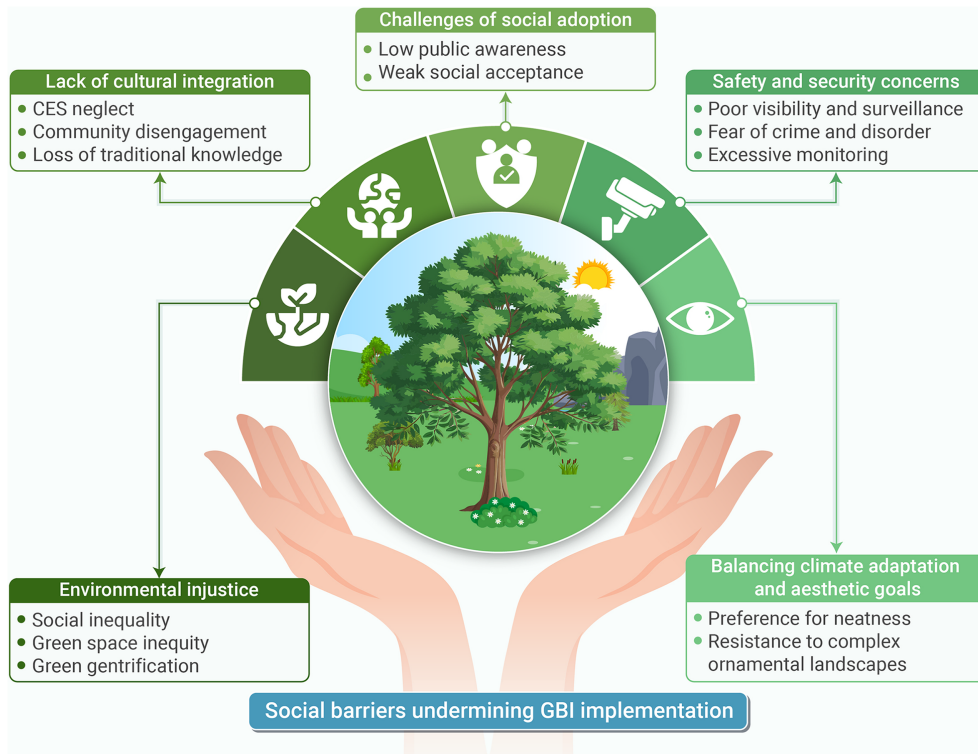 Challenges of social adoption
Low public awareness
Weak social acceptance
Lack of cultural integration
CES neglect
Community disengagement
Loss of traditional knowledge
Safety and security concerns
Poor visibility and surveillance
Fear of crime and disorder
Excessive monitoring
Environmental injustice
Social inequality
Green space inequity
Green gentrification
Balancing climate adaptation
and aesthetic goals
Preference for neatness
Resistance to complex
ornamental landscapes
Social barriers undermining GBI implementation